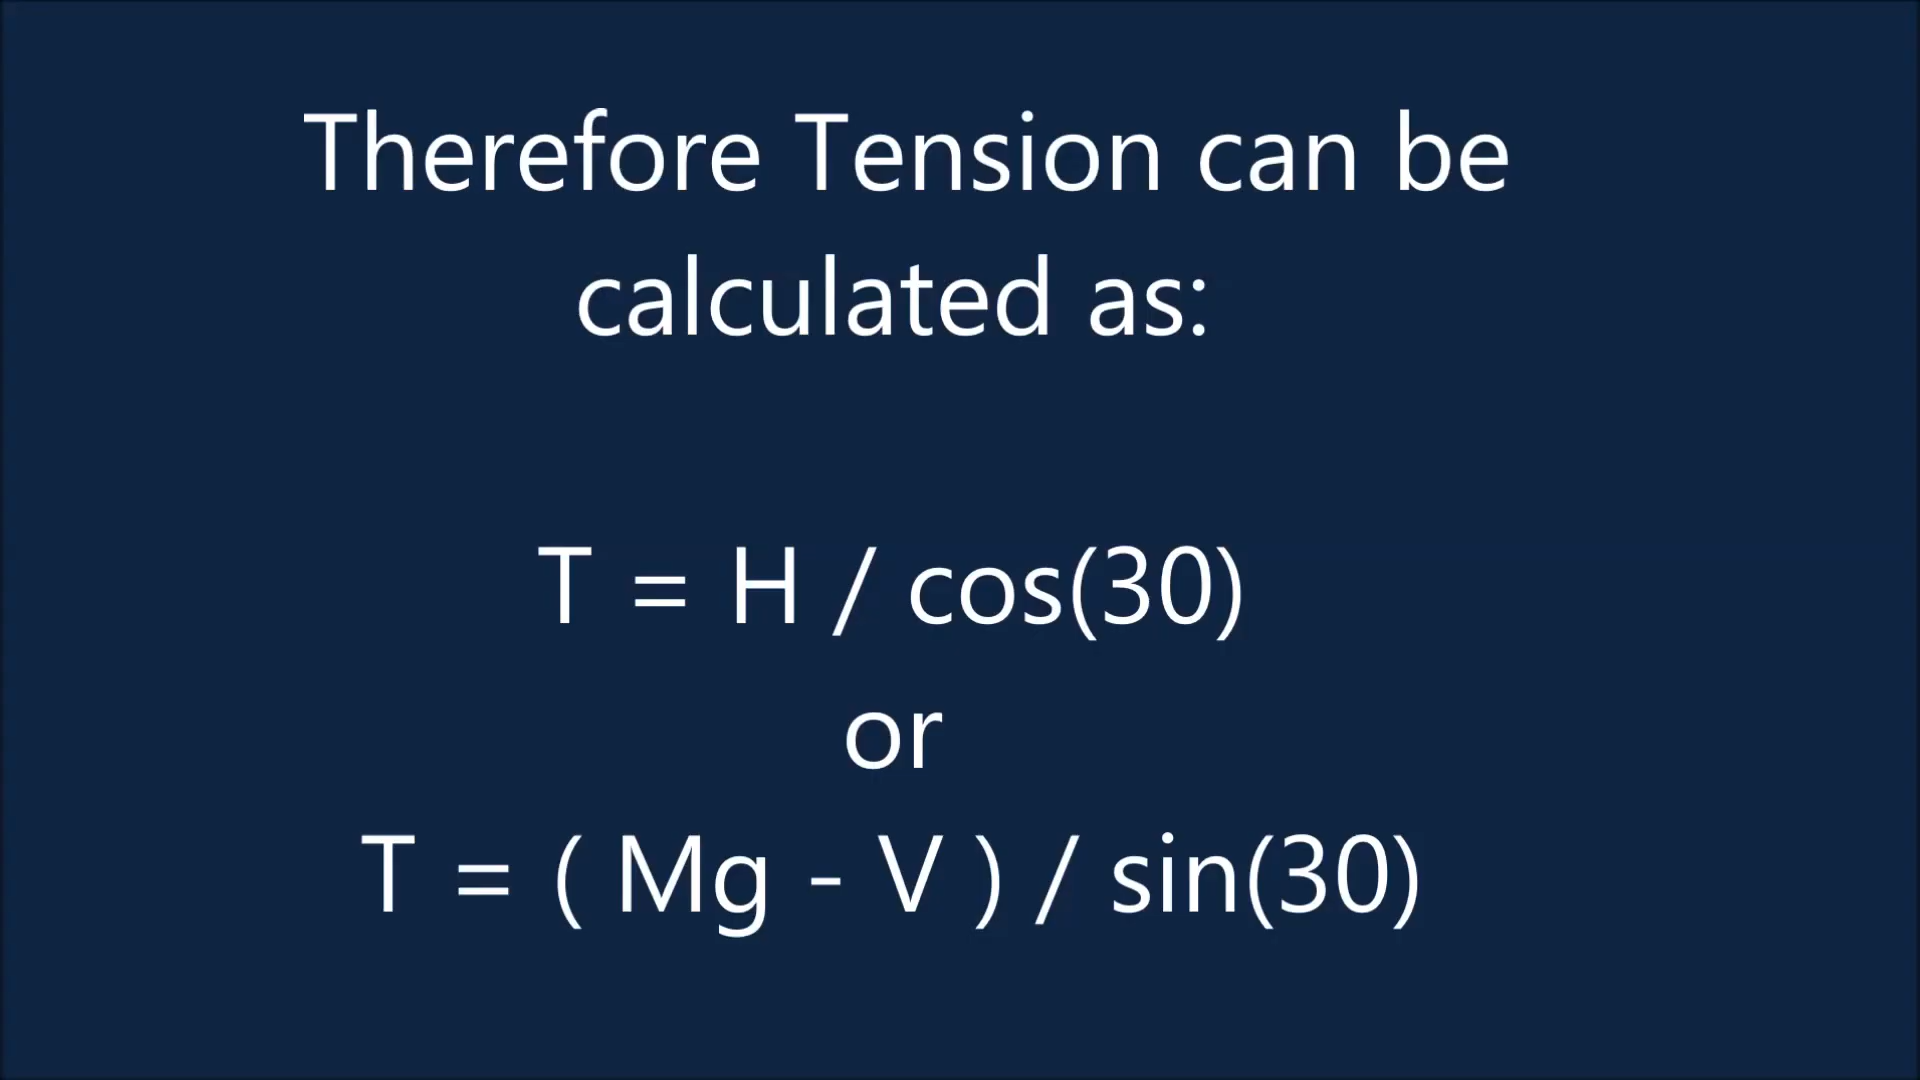 Therefore Tension can be
calculated as:
T = H / cos(30)
or
T = ( Mg - V ) / sin(30)